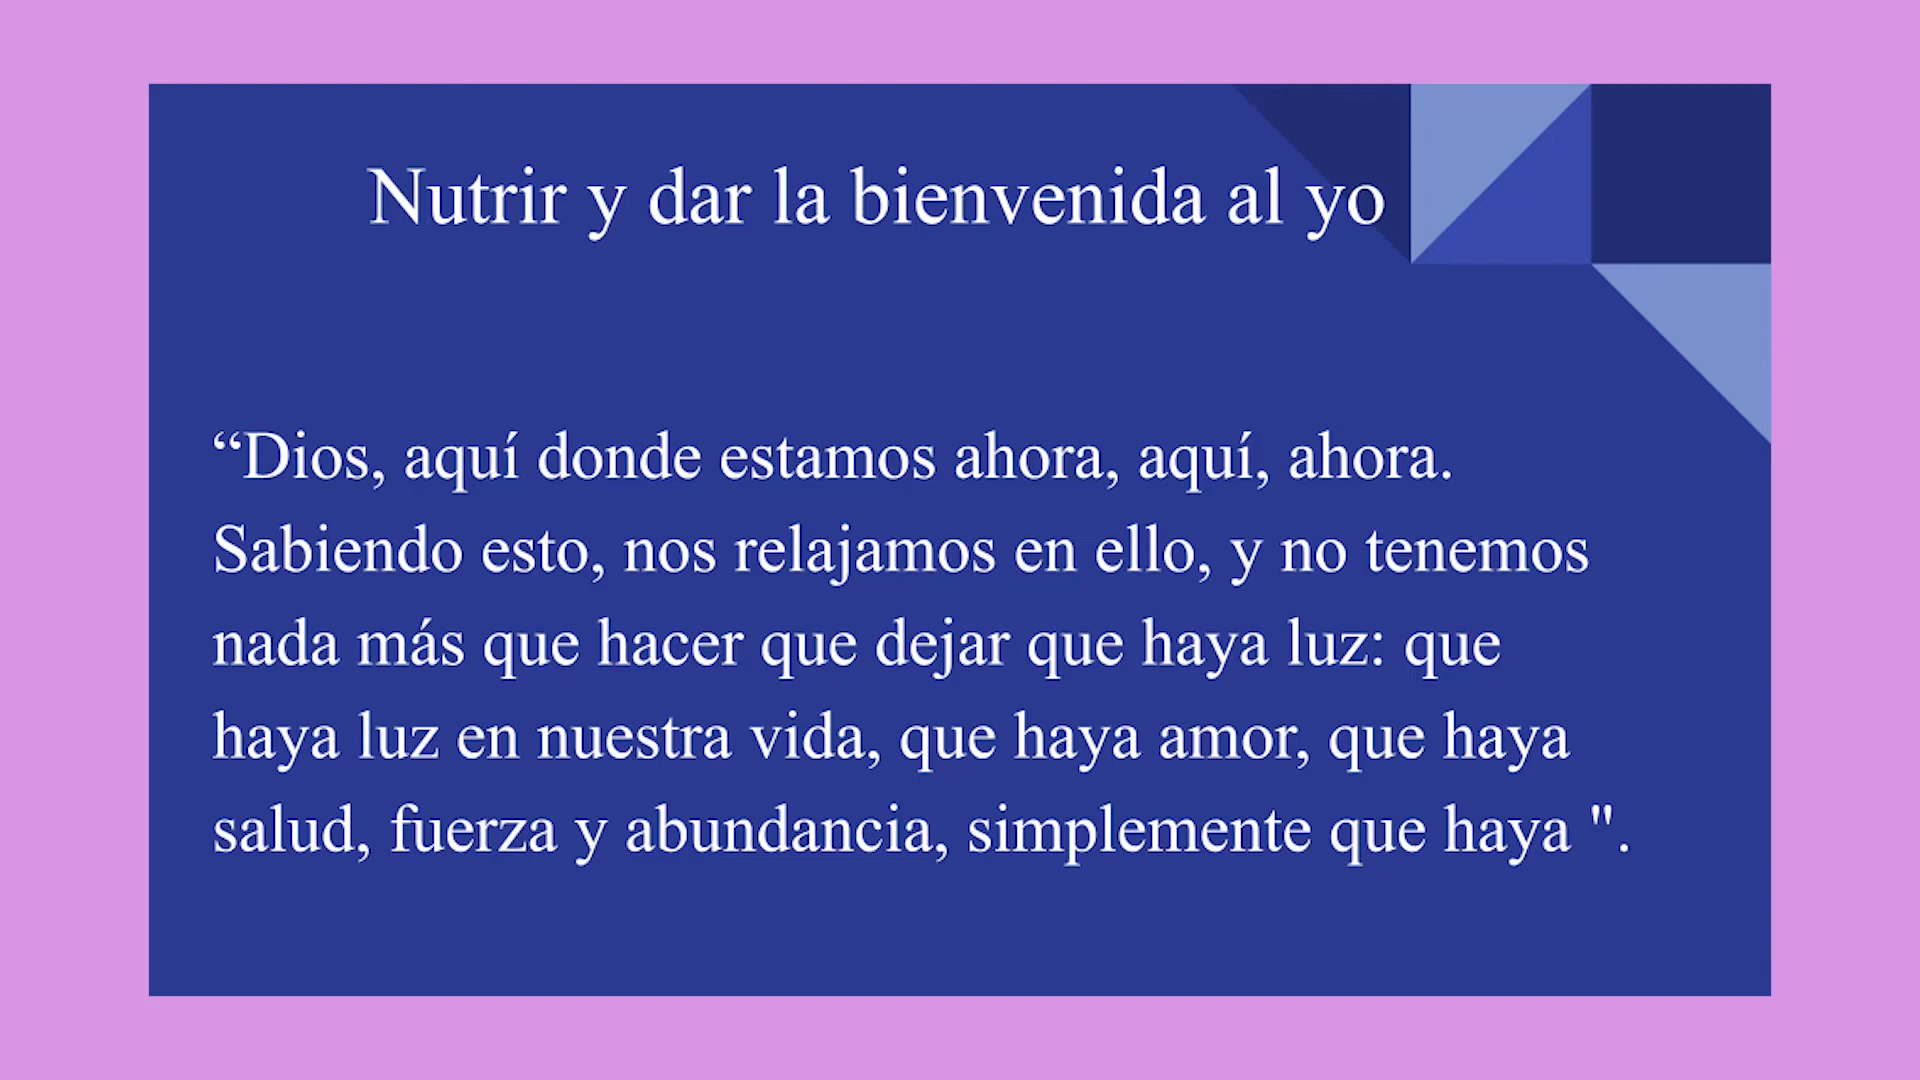 Nutrir y dar la bienvenida al yo
“Dios, aquí donde estamos ahora, aquí, ahora.
Sabiendo esto, nos relajamos en ello, y no tenemos
nada más que hacer que dejar que haya luz: que
haya luz en nuestra vida, que haya amor, que haya
salud, fuerza y abundancia, simplemente que haya ".